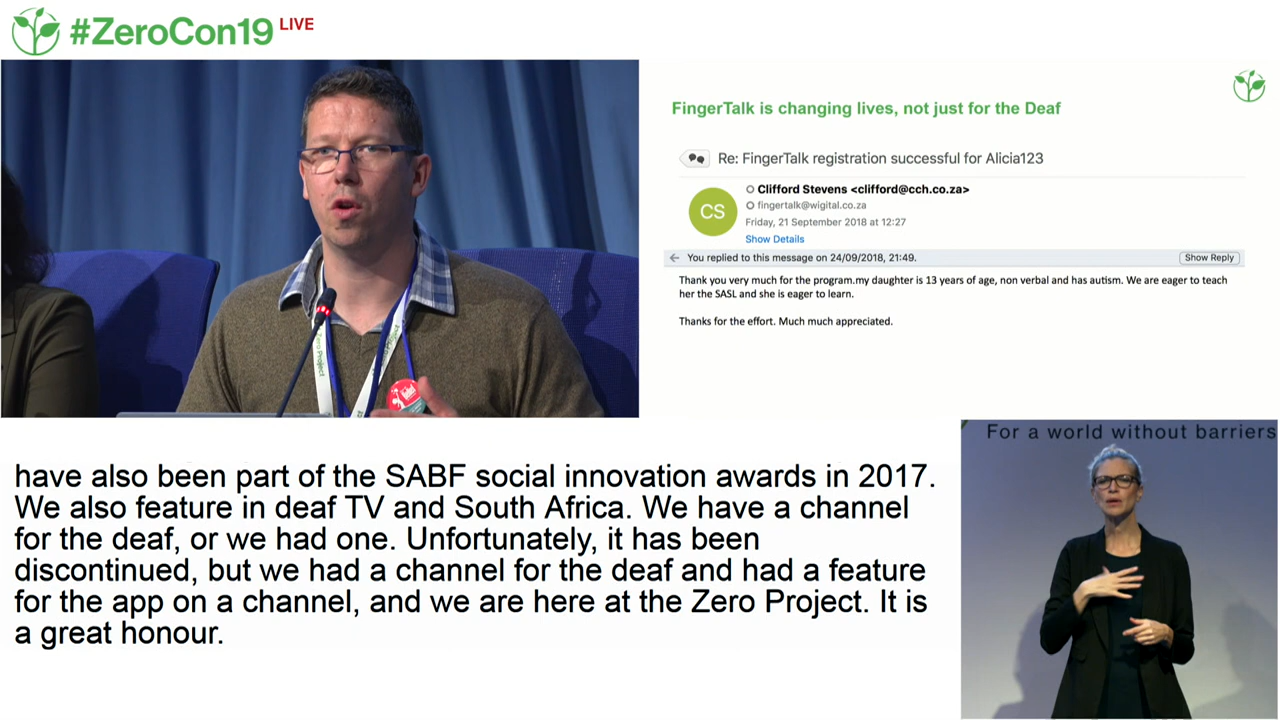 #ZeroCon19 LIVE
FingerTalk is changing lives, not just for the Deaf
Re: FingerTalk registration successful for Alicia123
CS
Clifford Stevens <clifford@cch.co.za>
fingertalk@wigital.co.za
Friday, 21 September 2018 at 12:27
Show Details
You replied to this message on 24/09/2018, 21:49.
Show Reply
Thank you very much for the program.my daughter is 13 years of age, non verbal and has autism. We are eager to teach
her the SASL and she is eager to learn.
Thanks for the effort. Much much appreciated.
have also been part of the SABF social innovation awards in 2017.
We also feature in deaf TV and South Africa. We have a channel
for the deaf, or we had one. Unfortunately, it has been
discontinued, but we had a channel for the deaf and had a feature
for the app on a channel, and we are here at the Zero Project. It is
a great honour.
For a world without barriers